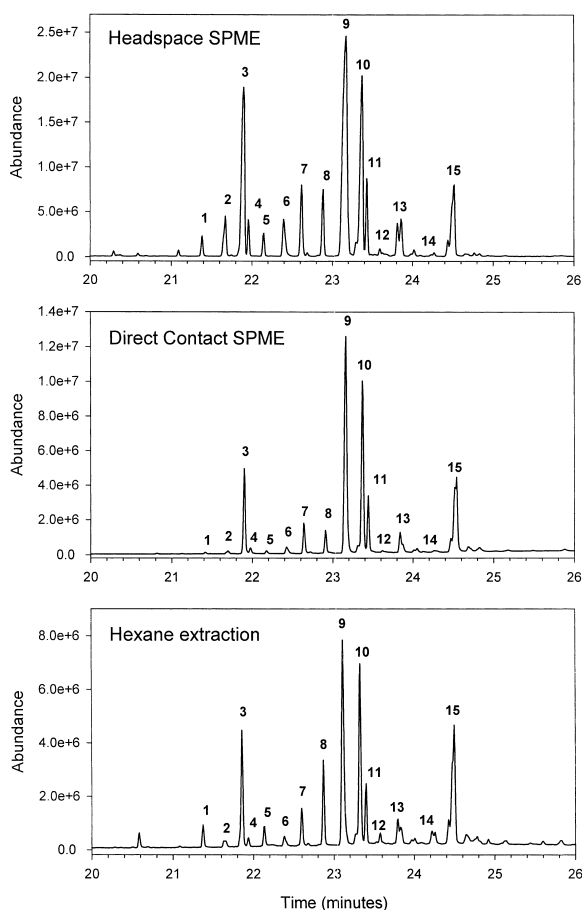 Headspace SPME
Abundance
2.5e+7
2.0e+7
1.5e+7
1.0e+7
5.0e+6
0.0
1 2 3 4 5 6 7 8 9 10 11 12 13 14 15
20 21 22 23 24 25 26
Direct Contact SPME
Abundance
1.4e+7
1.2e+7
1.0e+7
8.0e+6
6.0e+6
4.0e+6
2.0e+6
0.0
1 2 3 4 5 6 7 8 9 10 11 12 13 14 15
20 21 22 23 24 25 26
Hexane extraction
Abundance
8.0e+6
6.0e+6
4.0e+6
2.0e+6
0.0
1 2 3 4 5 6 7 8 9 10 11 12 13 14 15
20 21 22 23 24 25 26
Time (minutes)